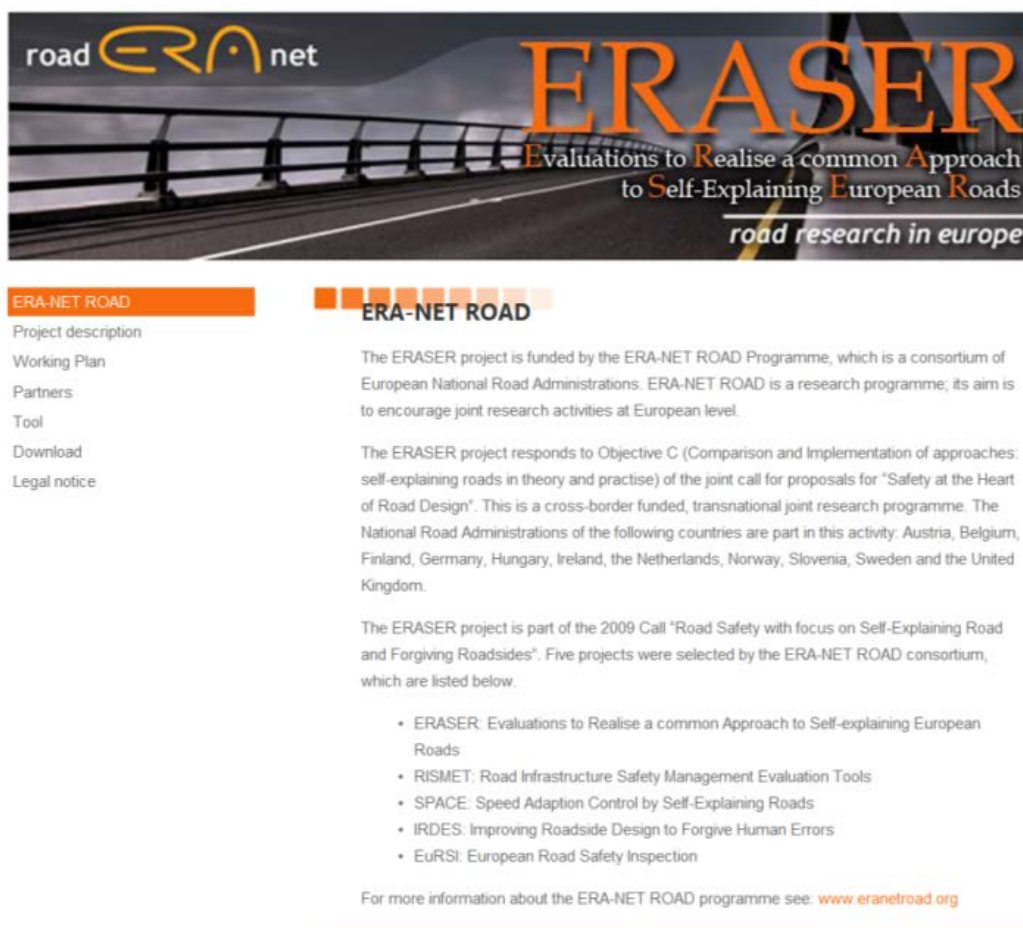 road ERA net
ERASER
Evaluations to Realise a common Approach
to Self-Explaining European Roads
road research in europe
ERA-NET ROAD
Project description
Working Plan
Partners
Tool
Download
Legal notice
ERA-NET ROAD
The ERASER project is funded by the ERA-NET ROAD Programme, which is a consortium of
European National Road Administrations. ERA-NET ROAD is a research programme; its aim is
to encourage joint research activities at European level.
The ERASER project responds to Objective C (Comparison and Implementation of approaches:
self-explaining roads in theory and practise) of the joint call for proposals for "Safety at the Heart
of Road Design". This is a cross-border funded, transnational joint research programme. The
National Road Administrations of the following countries are part in this activity: Austria, Belgium,
Finland, Germany, Hungary, Ireland, the Netherlands, Norway, Slovenia, Sweden and the United
Kingdom.
The ERASER project is part of the 2009 Call "Road Safety with focus on Self-Explaining Road
and Forgiving Roadsides". Five projects were selected by the ERA-NET ROAD consortium,
which are listed below.
• ERASER: Evaluations to Realise a common Approach to Self-explaining European
Roads
• RISMET: Road Infrastructure Safety Management Evaluation Tools
• SPACE: Speed Adaption Control by Self-Explaining Roads
• IRDES: Improving Roadside Design to Forgive Human Errors
• EuRSI: European Road Safety Inspection
For more information about the ERA-NET ROAD programme see: www.eranetroad.org